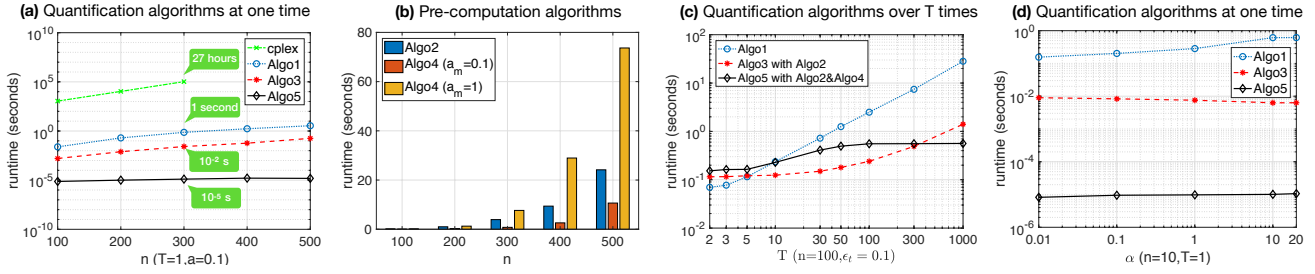 (a) Quantification algorithms at one time
runtime (seconds)
10^15
10^10
10^5
10^0
10^-5
10^-10
cplex
Algo1
Algo3
Algo5
27 hours
1 second
10^-2 s
10^-5 s
100 200 300 400 500
n (T=1,a=0.1)
(b) Pre-computation algorithms
runtime (seconds)
80
60
40
20
0
Algo2
Algo4 (a_m=0.1)
Algo4 (a_m=1)
100 200 300 400 500
n
(c) Quantification algorithms over T times
runtime (seconds)
10^2
10^1
10^0
10^-1
10^-2
Algo1
Algo3 with Algo2
Algo5 with Algo2&Algo4
2 3 5 10 30 50 100 300 1000
T (n=100,ϵ_t = 0.1)
(d) Quantification algorithms at one time
runtime (seconds)
10^0
10^-2
10^-4
10^-6
Algo1
Algo3
Algo5
0.01 0.1 1 10 20
α (n=10,T=1)